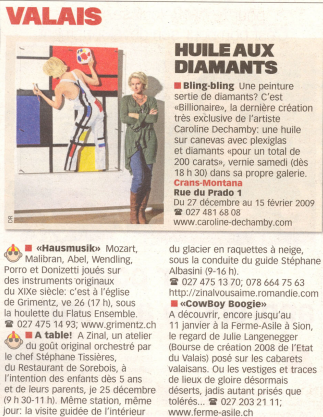 VALAIS
HUILE AUX
DIAMANTS
■ Bling-bling Une peinture
sertie de diamants? C'est
«Billionaire», la dernière création
très exclusive de l'artiste
Caroline Dechamby: une huile
sur canevas avec plexiglas
et diamants «pour un total de
200 carats», vernie samedi (dès
18 h 30) dans sa propre galerie.
Crans-Montana
Rue du Prado 1
Du 27 décembre au 15 février 2009
☎ 027 481 68 08
www.caroline-dechamby.com
DR
■ «Hausmusik» Mozart,
Malibran, Abel, Wendling,
Porro et Donizetti joués sur
des instruments originaux
du XIXe siècle: c'est à l'église
de Grimentz, ve 26 (17 h), sous
la houlette du Flatus Ensemble.
☎ 027 475 14 93; www.grimentz.ch
■ A table! A Zinal, un atelier
du goût original orchestré par
le chef Stéphane Tissières,
du Restaurant de Sorebois, à
l'intention des enfants dès 5 ans
et de leurs parents, je 25 décembre
(9 h 30-11 h). Même station, même
jour: la visite guidée de l'intérieur
du glacier en raquettes à neige,
sous la conduite du guide Stéphane
Albasini (9-16 h).
☎ 027 475 13 70; 078 664 75 63
http://zinalvousaime.romandie.com
■ «CowBoy Boogie»
A découvrir, encore jusqu'au
11 janvier à la Ferme-Asile à Sion,
le regard de Julie Langenegger
(Bourse de création 2008 de l'Etat
du Valais) posé sur les cabarets
valaisans. Ou les vestiges et traces
de lieux de gloire désormais
déserts, jadis autant prisés que
tolérés... ☎ 027 203 21 11;
www.ferme-asile.ch